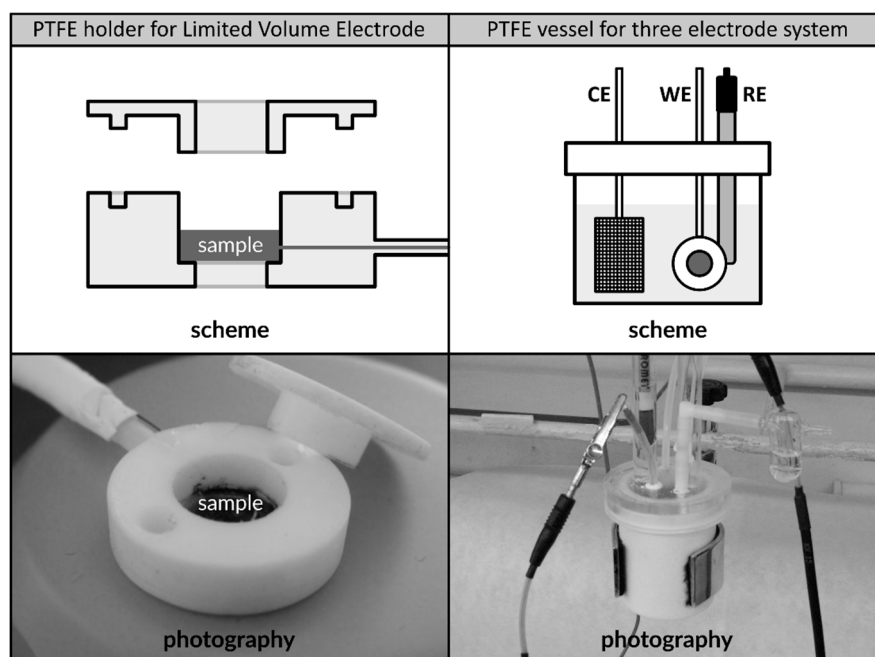 PTFE holder for Limited Volume Electrode
PTFE vessel for three electrode system
sample
scheme
CE
WE
RE
scheme
sample
photography
photography